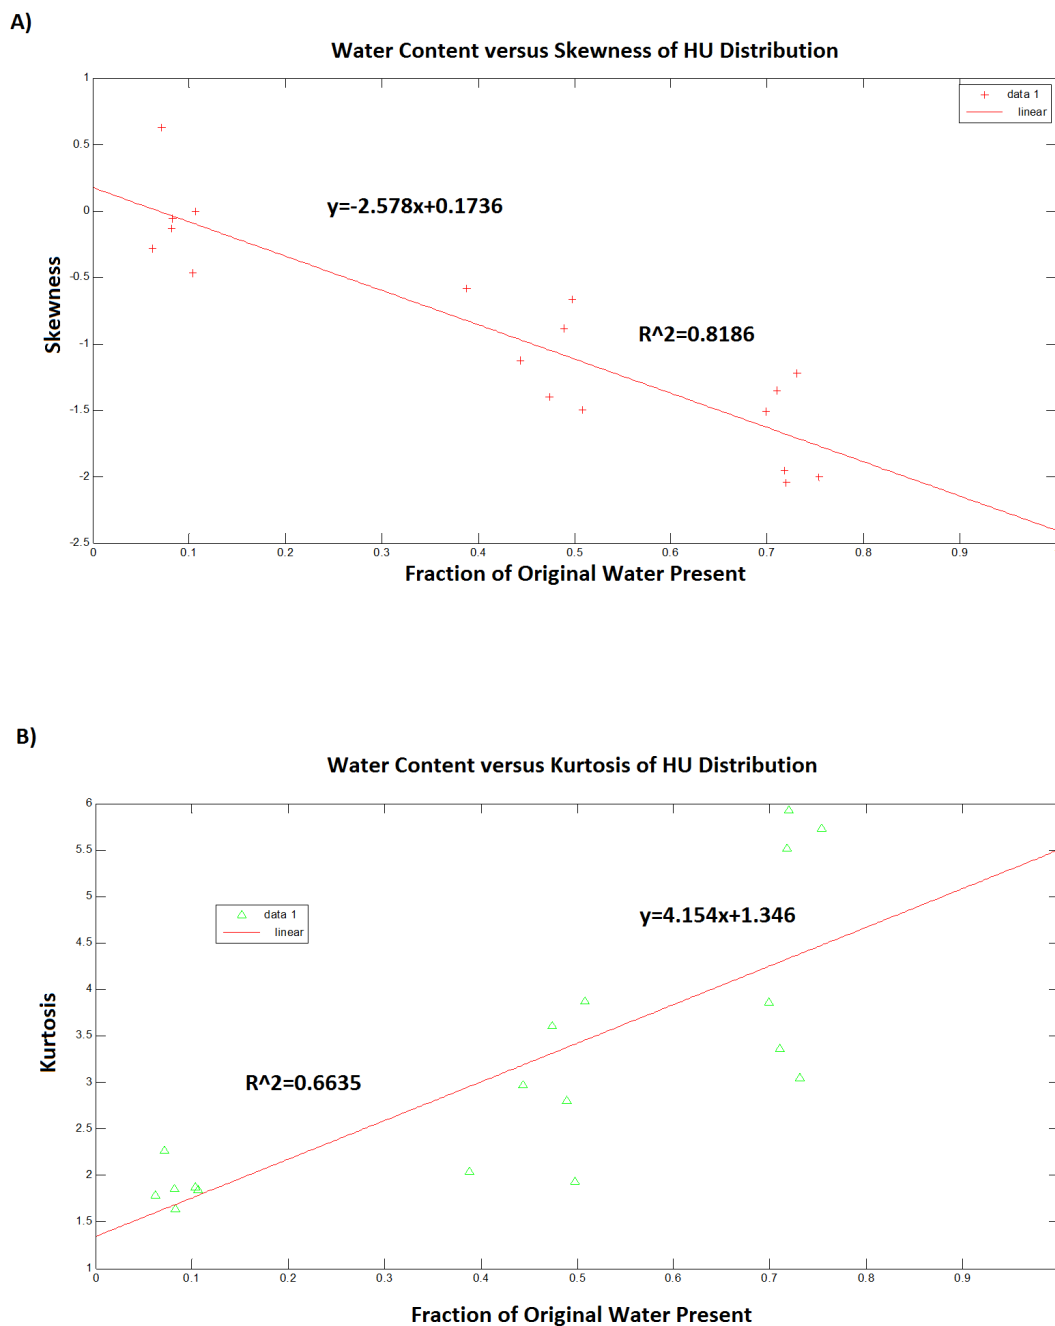 A)
Water Content versus Skewness of HU Distribution
1
data 1
linear
0.5
y=-2.578x+0.1736
0
-0.5
Skewness
R^2=0.8186
-1
-1.5
-2
-2.5
0 0.1 0.2 0.3 0.4 0.5 0.6 0.7 0.8 0.9
Fraction of Original Water Present
B)
Water Content versus Kurtosis of HU Distribution
6
5.5
5
data 1
linear
y=4.154x+1.346
4.5
4
Kurtosis
3.5
R^2=0.6635
3
2.5
2
1.5
1
0 0.1 0.2 0.3 0.4 0.5 0.6 0.7 0.8 0.9
Fraction of Original Water Present